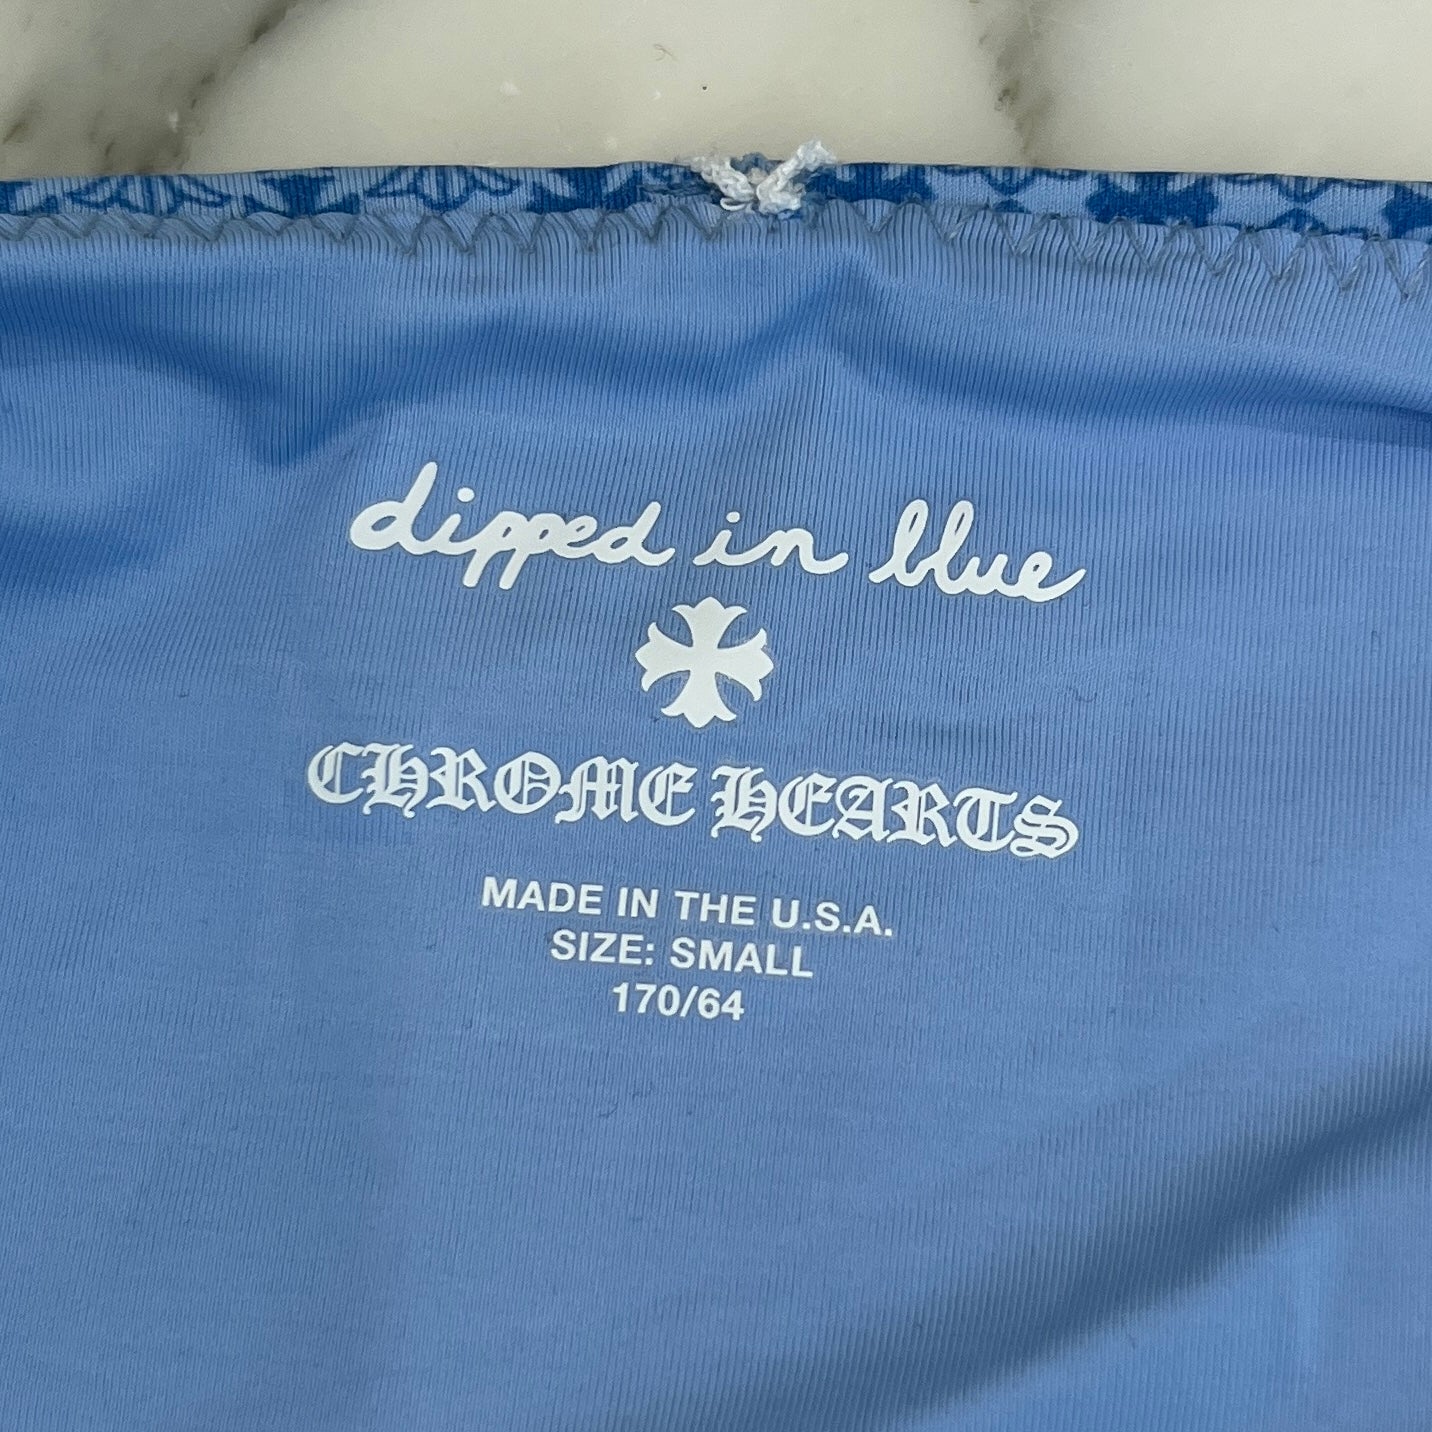 dipped in blue
CHROME HEARTS
MADE IN THE U.S.A.
SIZE: SMALL
170/64